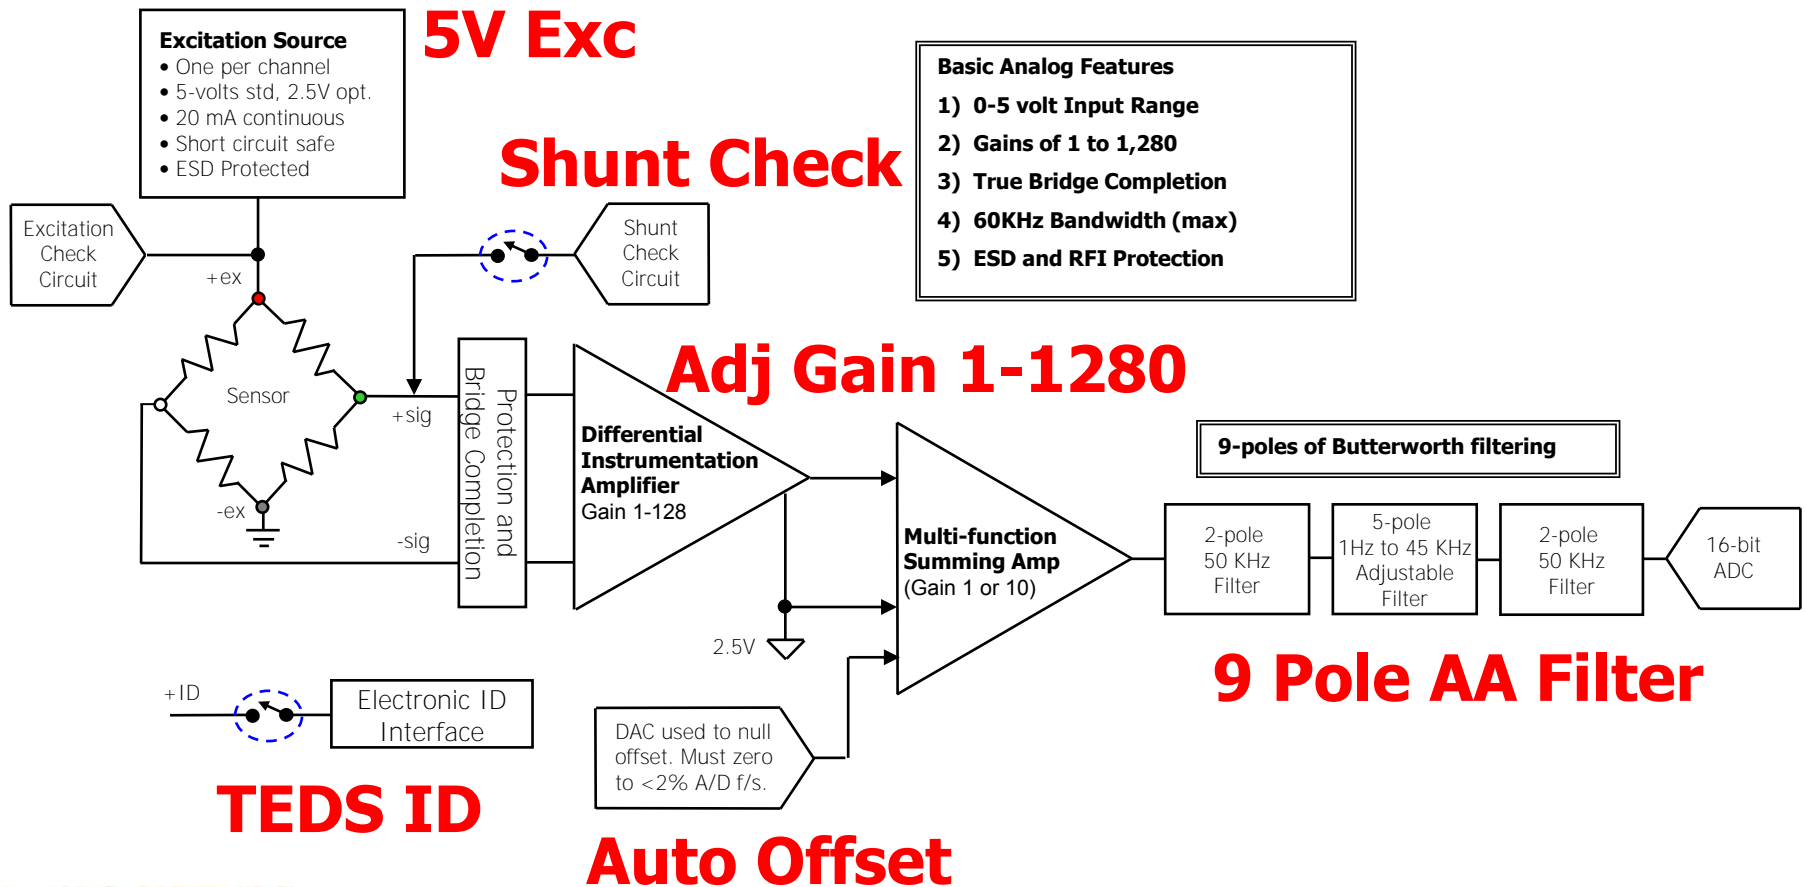 5V Exc
Excitation Source
• One per channel
• 5-volts std, 2.5V opt.
• 20 mA continuous
• Short circuit safe
• ESD Protected
Basic Analog Features
1) 0-5 volt Input Range
2) Gains of 1 to 1,280
3) True Bridge Completion
4) 60KHz Bandwidth (max)
5) ESD and RFI Protection
Shunt Check
Excitation
Check
Circuit
Shunt
Check
Circuit
+ex
Sensor
-ex
+sig
-sig
Protection and
Bridge Completion
Adj Gain 1-1280
Differential
Instrumentation
Amplifier
Gain 1-128
Multi-function
Summing Amp
(Gain 1 or 10)
2.5V
9-poles of Butterworth filtering
2-pole
50 KHz
Filter
5-pole
1Hz to 45 KHz
Adjustable
Filter
2-pole
50 KHz
Filter
16-bit
ADC
9 Pole AA Filter
+ID
Electronic ID
Interface
TEDS ID
DAC used to null
offset. Must zero
to <2% A/D f/s.
Auto Offset